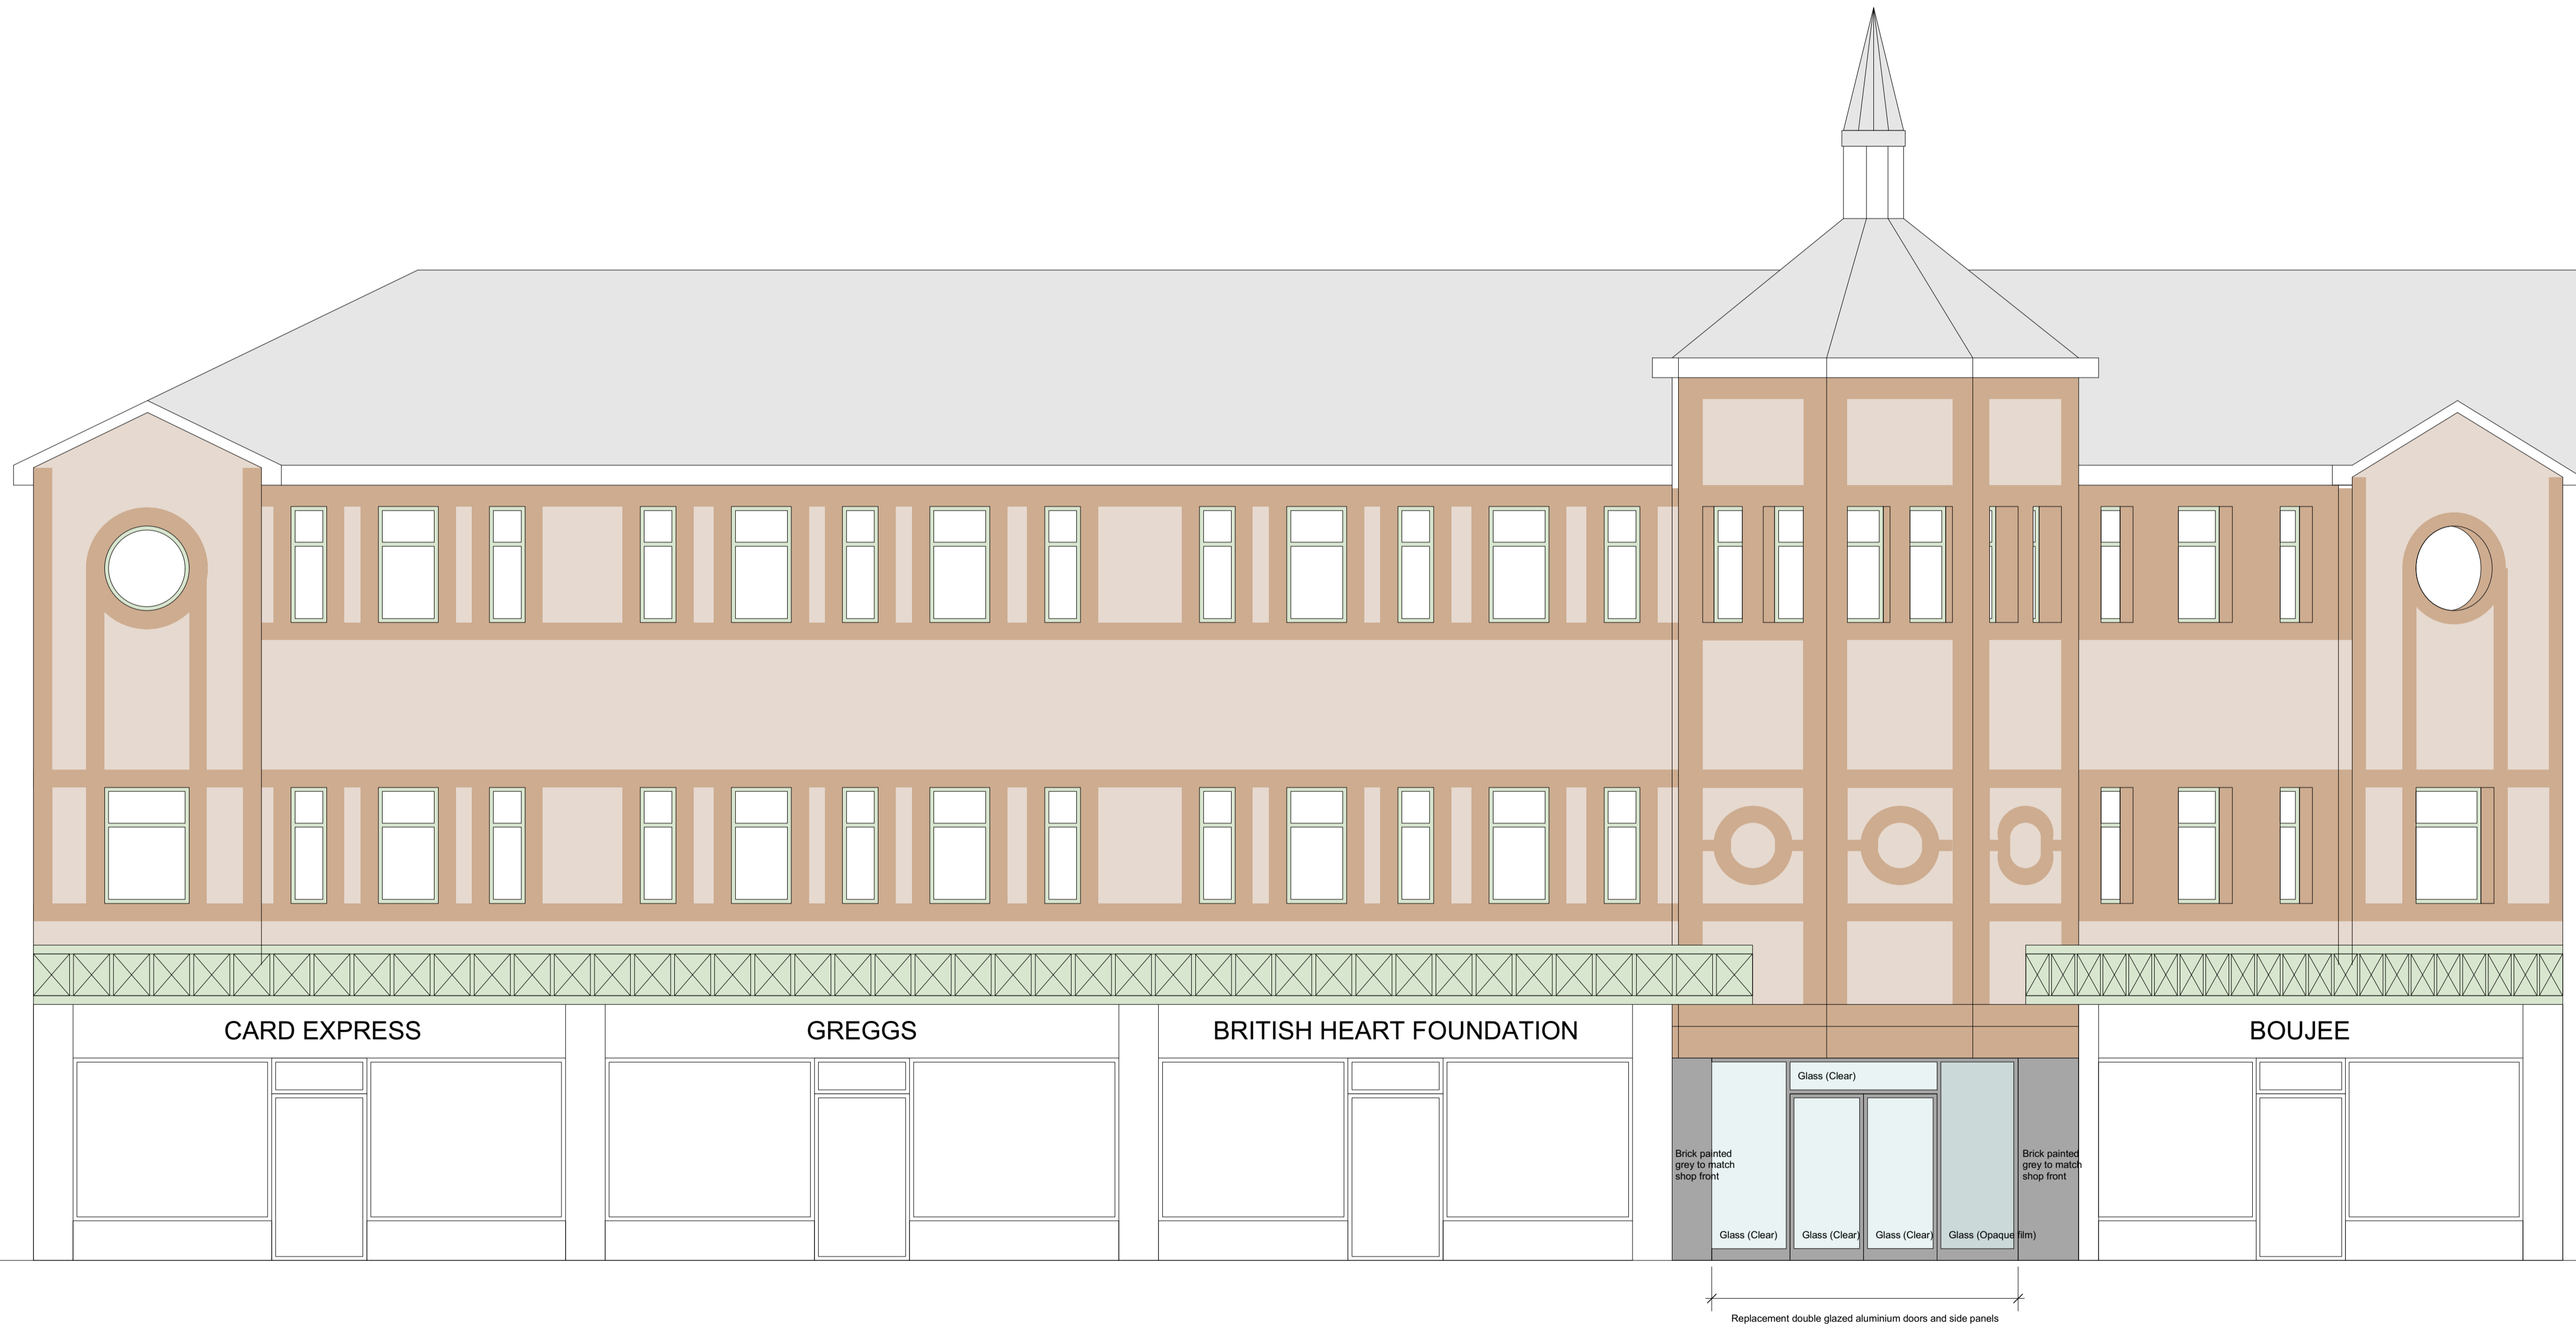 CARD EXPRESS
GREGGS
BRITISH HEART FOUNDATION
BOUJEE
Glass (Clear)
Brick painted
grey to match
shop front
Brick painted
grey to match
shop front
Glass (Clear)
Glass (Clear)
Glass (Clear)
Glass (Opaque film)
Replacement double glazed aluminium doors and side panels